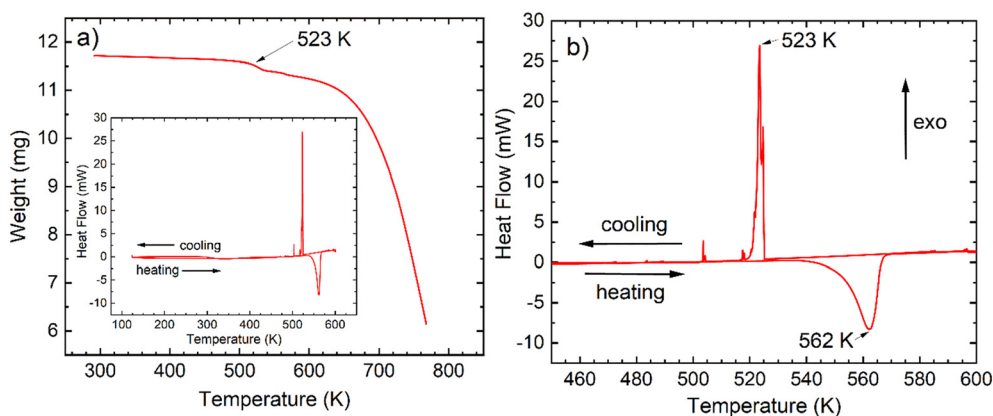 a)
523 K
12
11
10
9
8
7
6
Weight (mg)
300
400
500
600
700
800
Temperature (K)
30
25
20
15
10
5
0
-5
-10
Heat Flow (mW)
cooling
heating
100
200
300
400
500
600
Temperature (K)
b)
523 K
30
25
20
15
10
5
0
-5
-10
Heat Flow (mW)
exo
cooling
heating
562 K
460
480
500
520
540
560
580
600
Temperature (K)